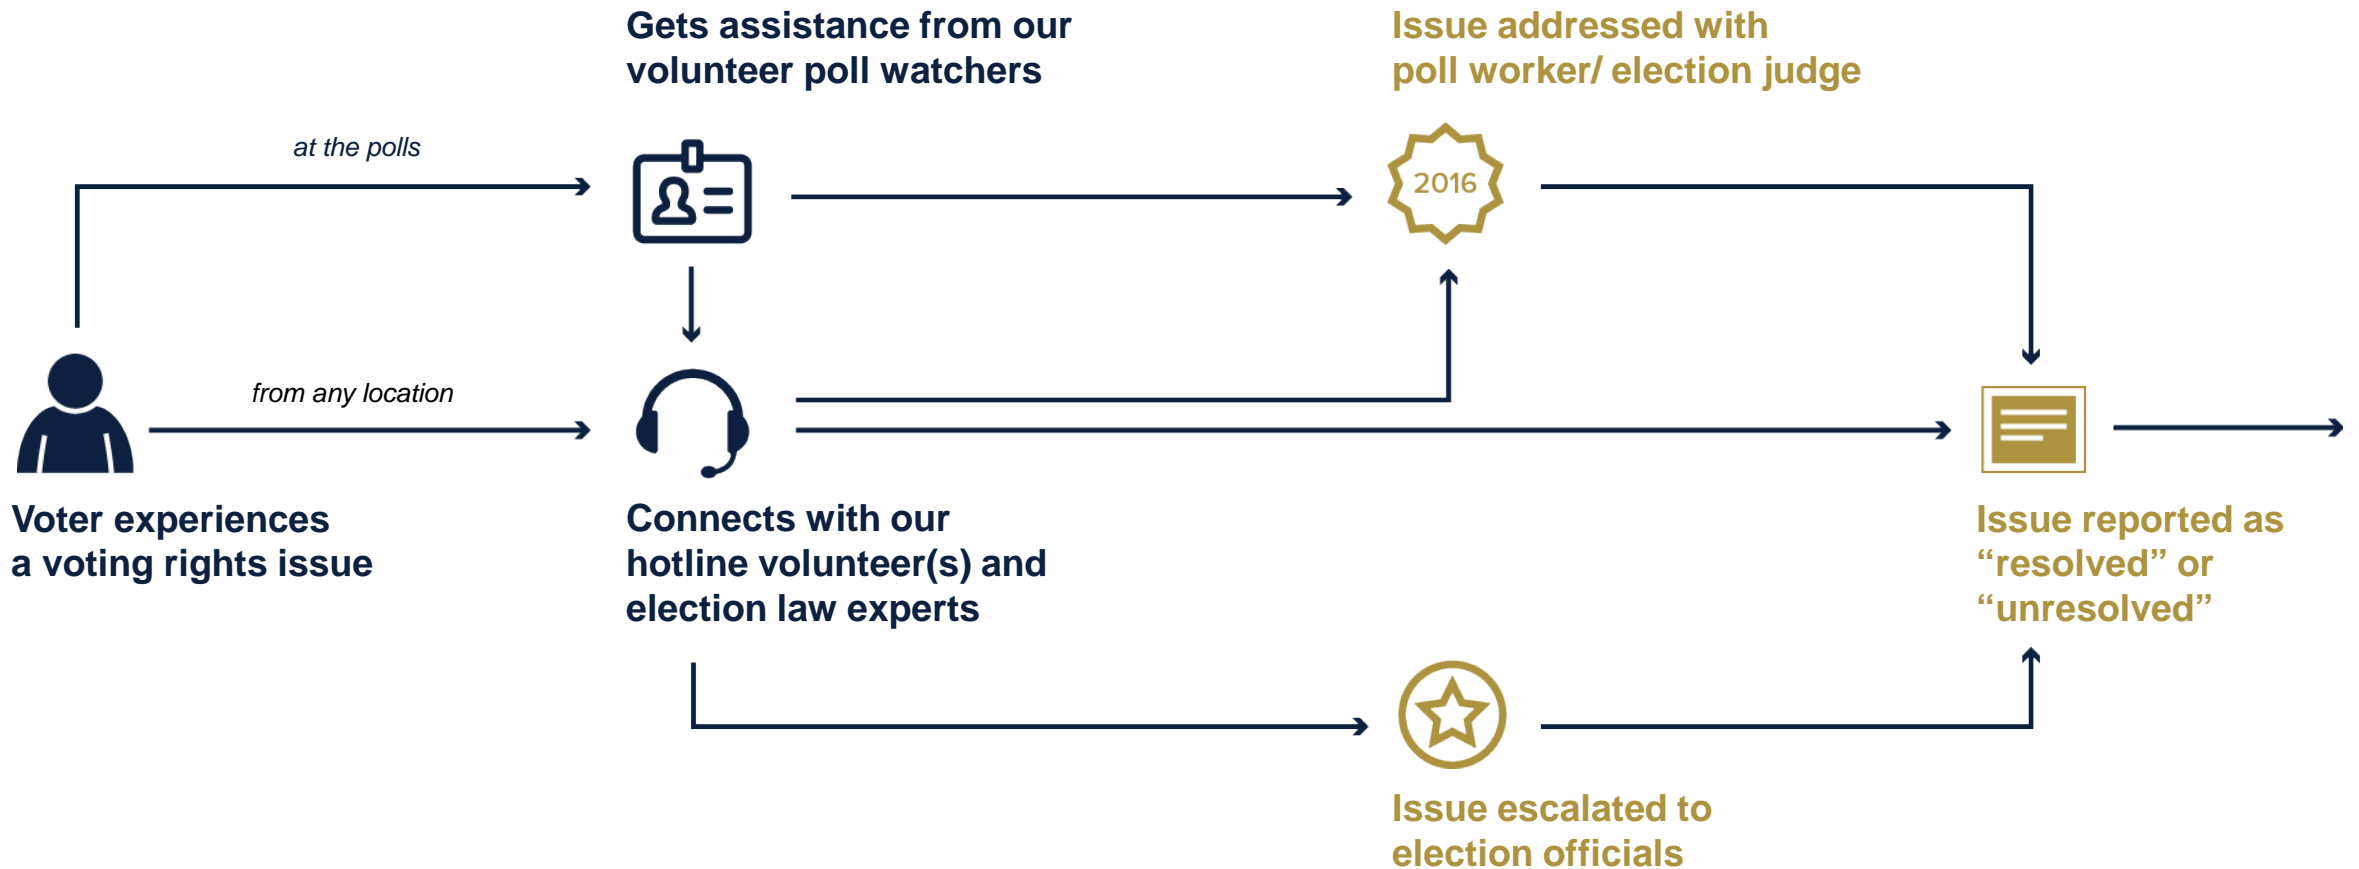 Gets assistance from our
volunteer poll watchers
Issue addressed with
poll worker/ election judge
at the polls
2016
from any location
Voter experiences
a voting rights issue
Connects with our
hotline volunteer(s) and
election law experts
Issue reported as
“resolved” or
“unresolved”
Issue escalated to
election officials